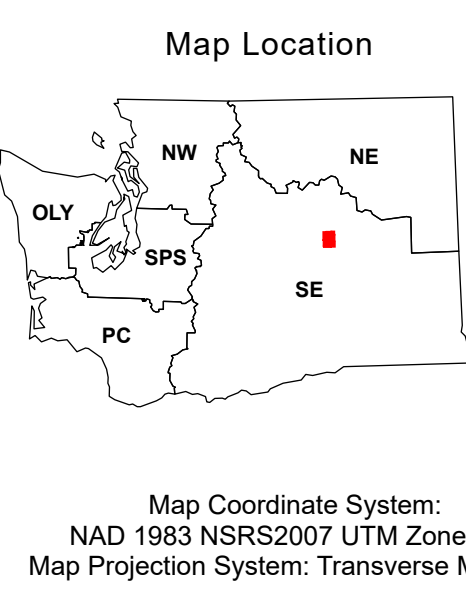 Map Location
NW
NE
OLY
SPS
SE
PC
Map Coordinate System:
NAD 1983 NSRS2007 UTM Zone
Map Projection System: Transverse M